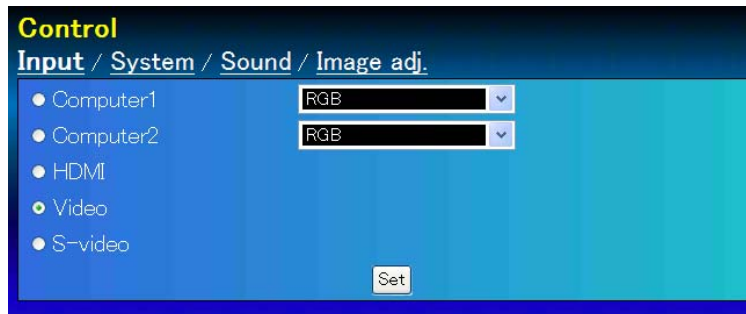 Control
Input / System / Sound / Image adj.
Computer1 RGB
Computer2 RGB
HDMI
Video
S-video
Set